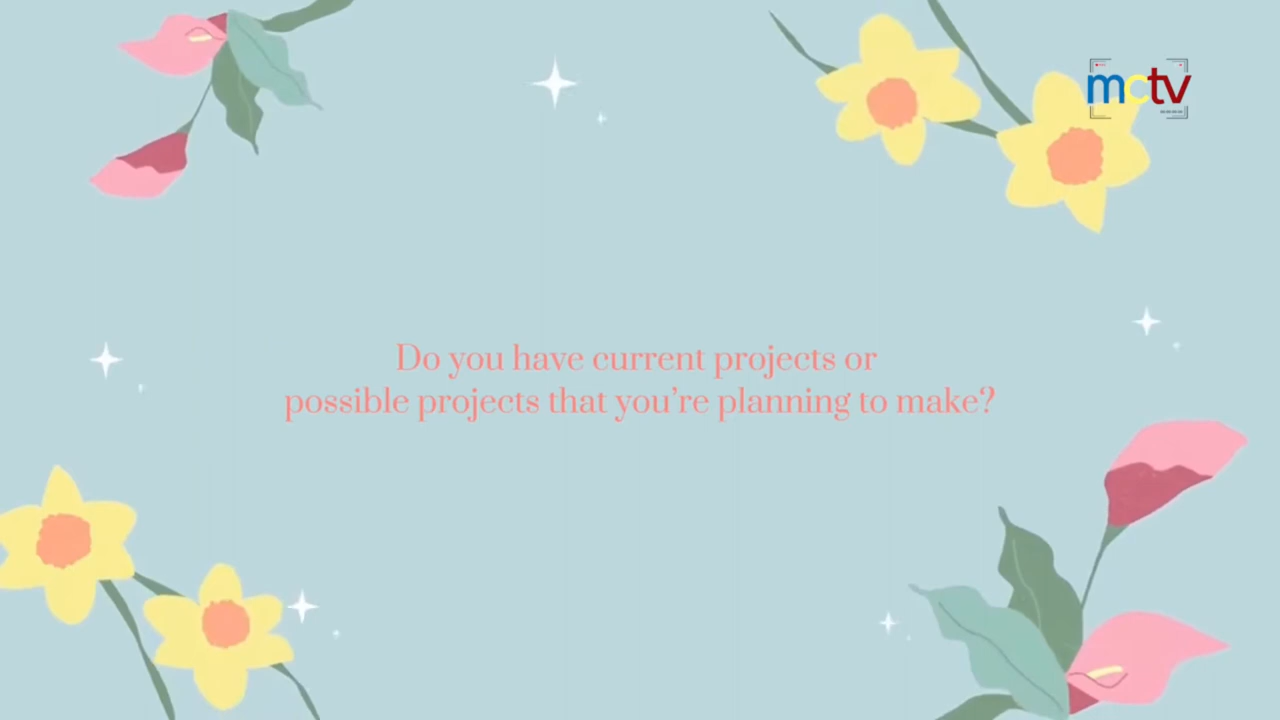 mctv
Do you have current projects or
possible projects that you're planning to make?